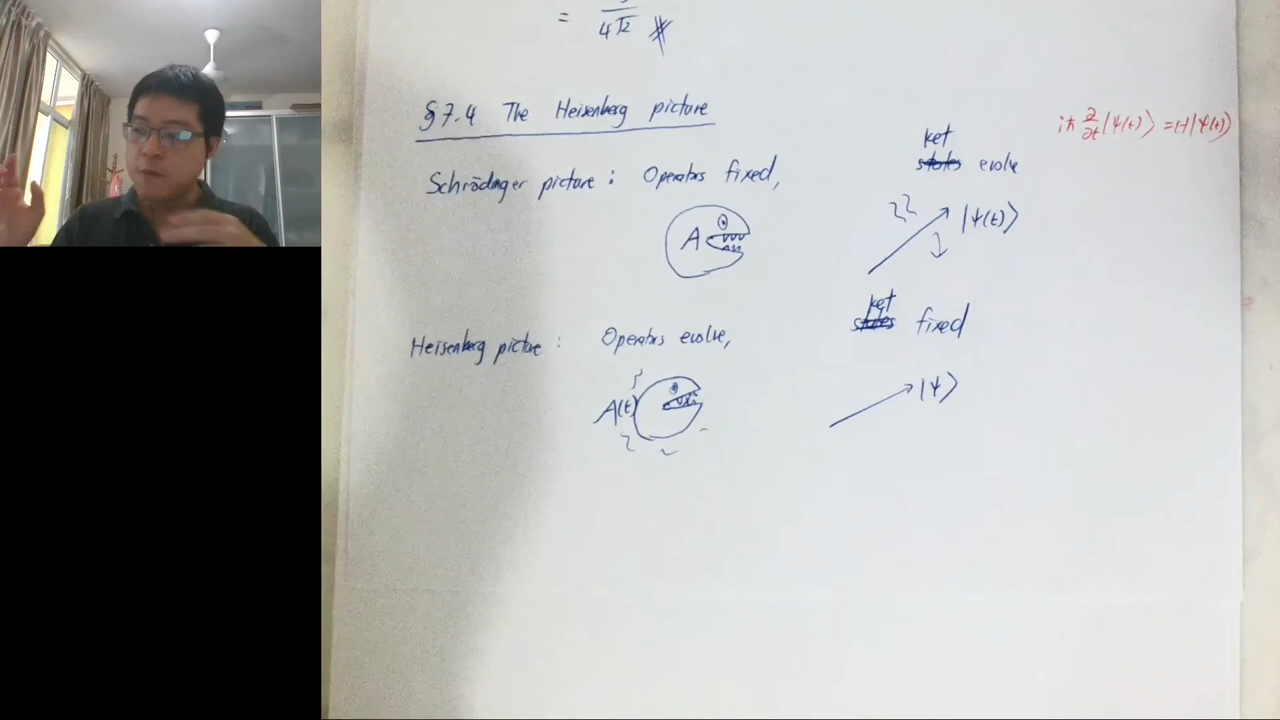 = 4√2
§7.4 The Heisenberg picture
iℏ ∂/∂t |ψ(t)⟩ = H|ψ(t)⟩
ket
Schrödinger picture : Operators fixed, states evolve
A |ψ(t)⟩
ket
states fixed
Heisenberg picture : Operators evolve,
A(t) |ψ⟩